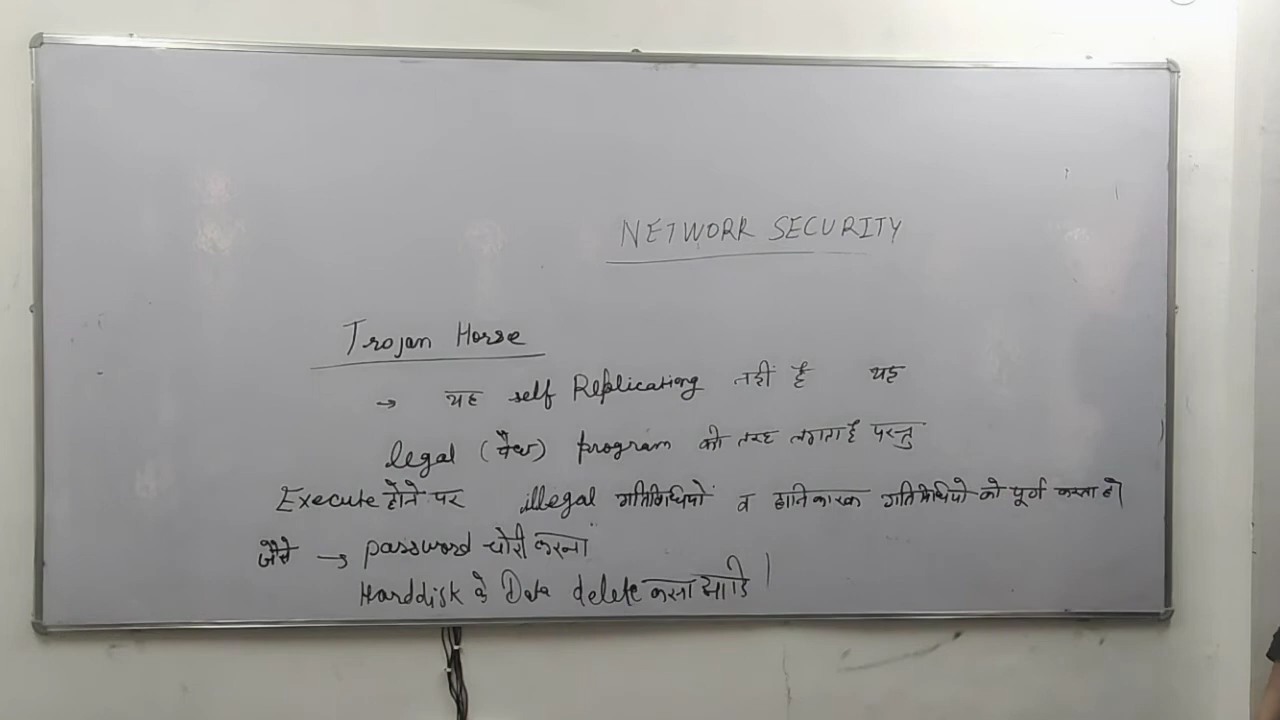 NETWORK SECURITY
Trojan Horse
→ यह self Replicating नहीं है यह
legal (वैध) program की तरह लगता है परन्तु
Execute होने पर illegal गतिविधियों व हानिकारक गतिविधियों को पूर्ण करता है।
जैसे → password चोरी करना
Harddisk के Data delete करना आदि।